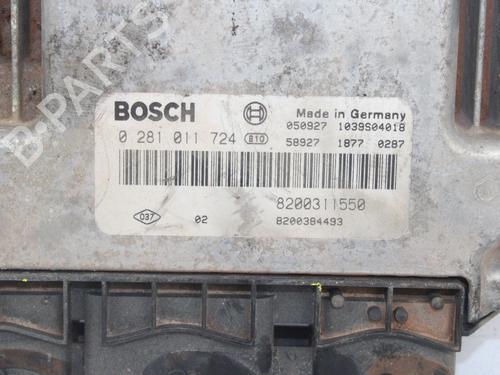 BOSCH
Made in Germany
0 281 011 724 810
050927 1039S04018
58927 1877 0287
8200311550
037 02 8200384493
B-PARTS